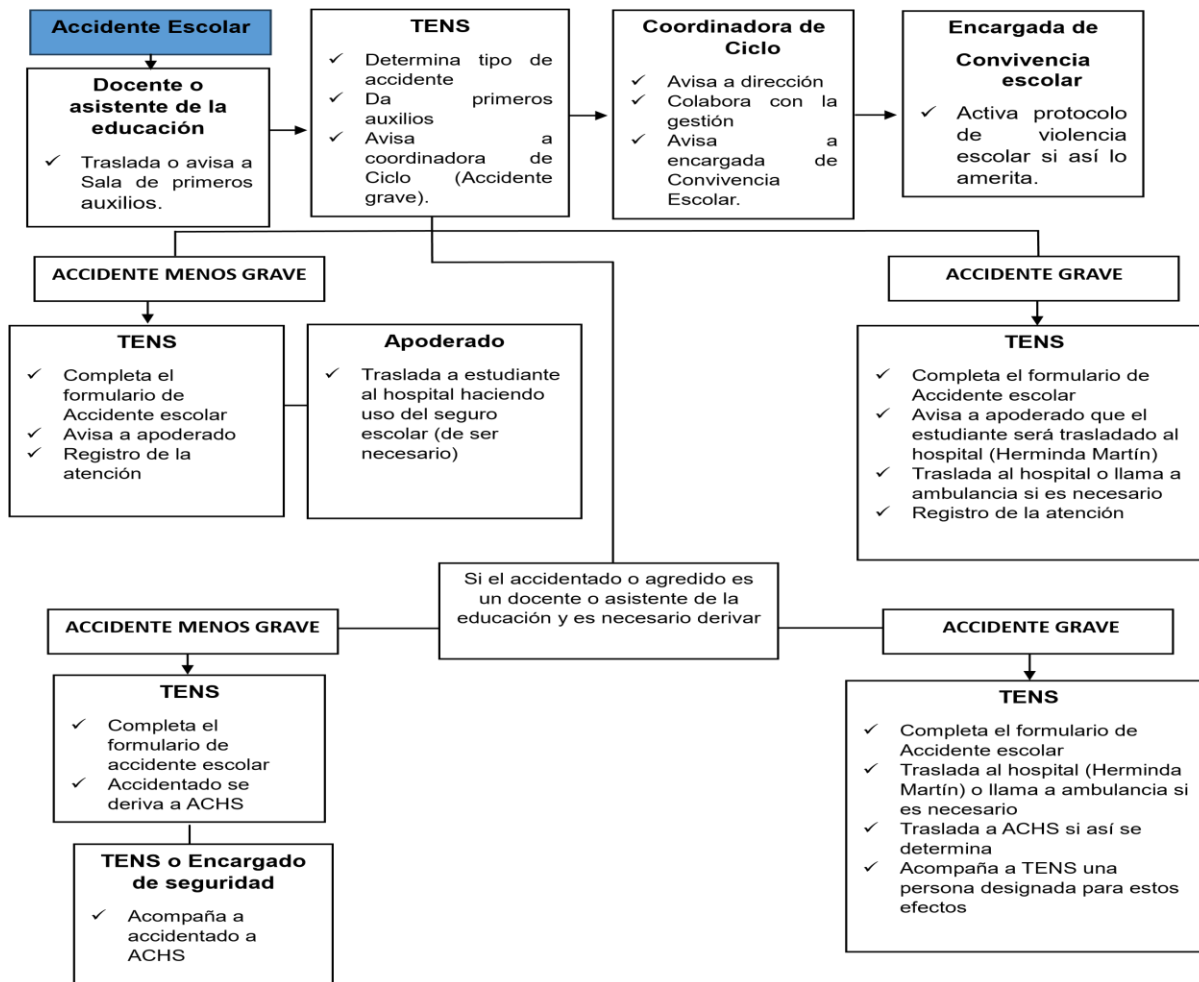 Accidente Escolar
Docente o
asistente de la
educación
✓ Traslada o avisa a
Sala de primeros
auxilios.
TENS
✓ Determina tipo de
accidente
✓ Da primeros
auxilios
✓ Avisa a
coordinadora de
Ciclo (Accidente
grave).
Coordinadora de
Ciclo
✓ Avisa a dirección
✓ Colabora con la
gestión
✓ Avisa a
encargada de
Convivencia
Escolar.
Encargada de
Convivencia
escolar
✓ Activa protocolo
de violencia
escolar si así lo
amerita.
ACCIDENTE MENOS GRAVE
TENS
✓ Completa el
formulario de
Accidente escolar
✓ Avisa a apoderado
✓ Registro de la
atención
Apoderado
✓ Traslada a estudiante
al hospital haciendo
uso del seguro
escolar (de ser
necesario)
ACCIDENTE GRAVE
TENS
✓ Completa el formulario de
Accidente escolar
✓ Avisa a apoderado que el
estudiante será trasladado al
hospital (Herminda Martín)
✓ Traslada al hospital o llama a
ambulancia si es necesario
✓ Registro de la atención
Si el accidentado o agredido es
un docente o asistente de la
educación y es necesario derivar
ACCIDENTE MENOS GRAVE
TENS
✓ Completa el
formulario de
accidente escolar
✓ Accidentado se
deriva a ACHS
TENS o Encargado
de seguridad
✓ Acompaña a
accidentado a
ACHS
ACCIDENTE GRAVE
TENS
✓ Completa el formulario de
Accidente escolar
✓ Traslada al hospital (Herminda
Martín) o llama a ambulancia si
es necesario
✓ Traslada a ACHS si así se
determina
✓ Acompaña a TENS una
persona designada para estos
efectos